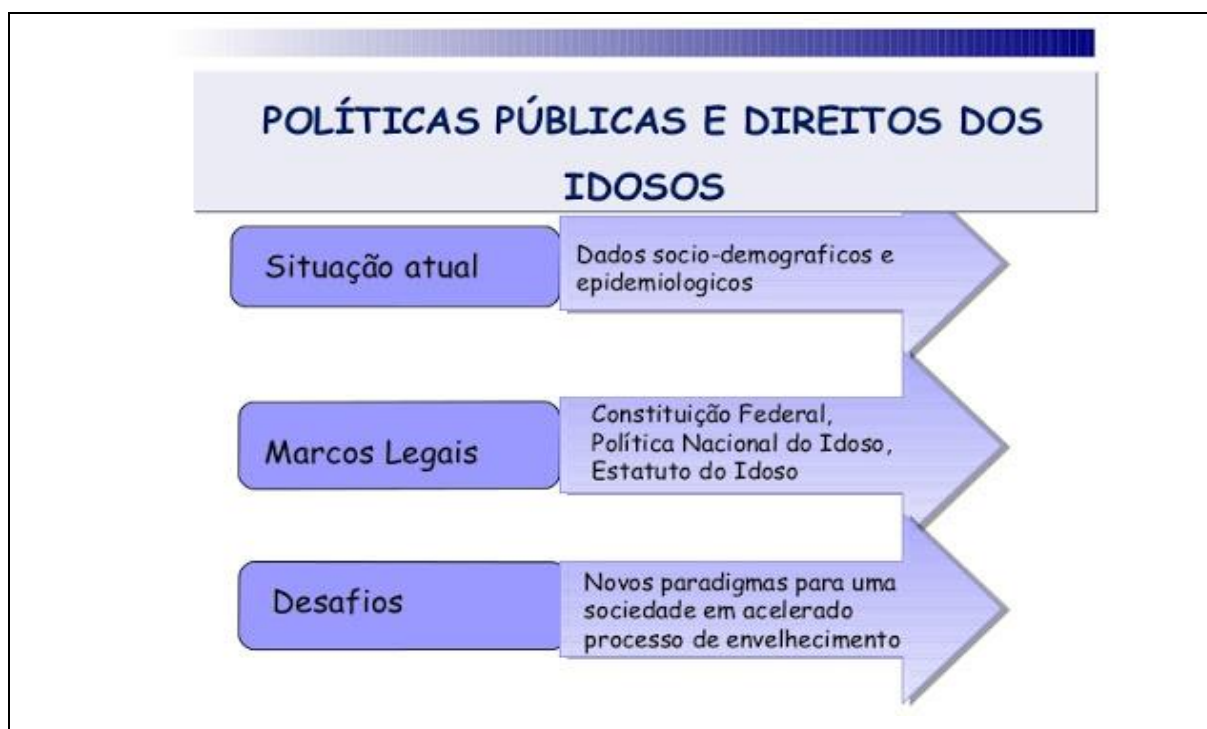 POLÍTICAS PÚBLICAS E DIREITOS DOS
IDOSOS
Situação atual
Dados socio-demograficos e
epidemiologicos
Marcos Legais
Constituição Federal,
Política Nacional do Idoso,
Estatuto do Idoso
Desafios
Novos paradigmas para uma
sociedade em acelerado
processo de envelhecimento